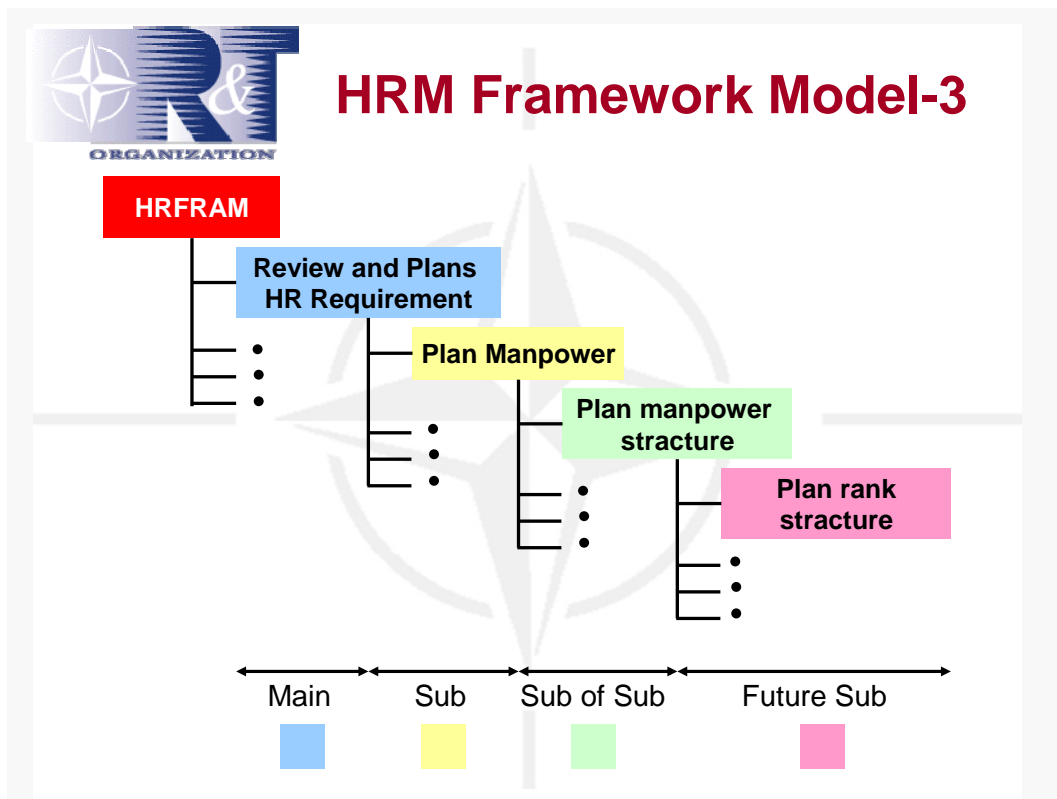 R&T
ORGANIZATION
HRM Framework Model-3
HRFRAM
Review and Plans
HR Requirement
Plan Manpower
Plan manpower
stracture
Plan rank
stracture
Main
Sub
Sub of Sub
Future Sub